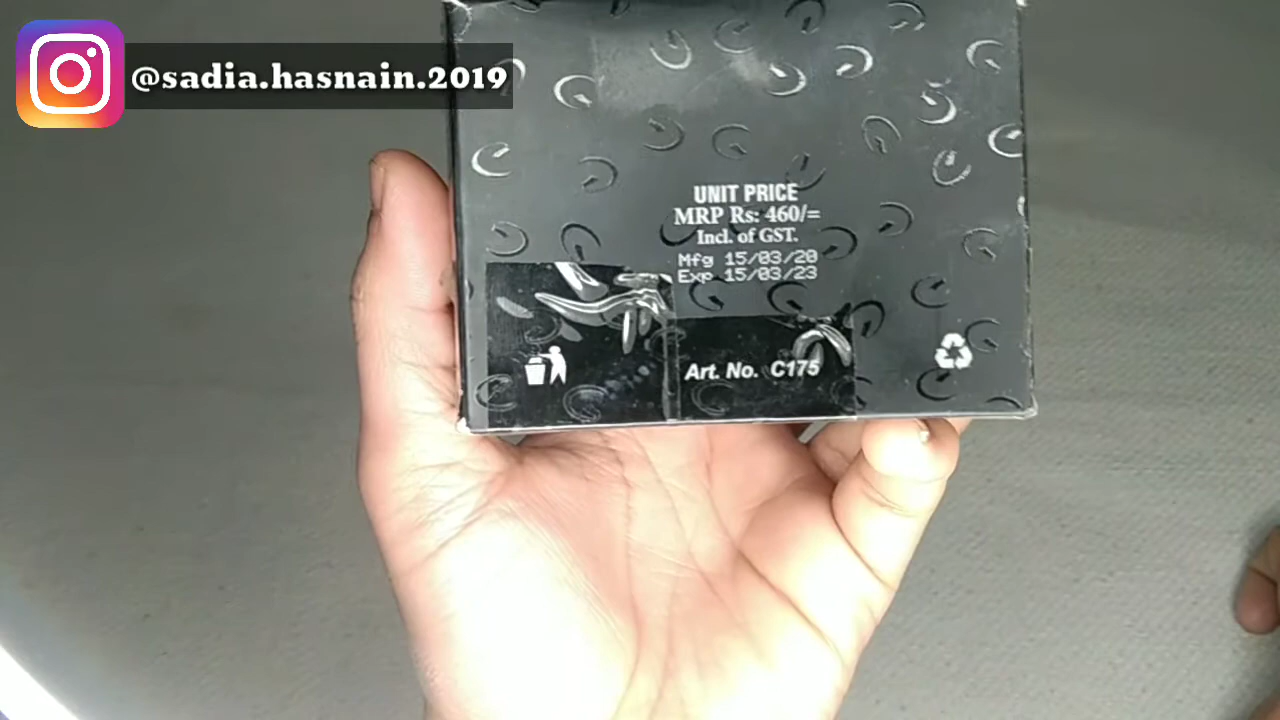 @sadia.hasnain.2019
UNIT PRICE
MRP Rs: 460/=
Incl. of GST.
Mfg 15/03/20
Exp 15/03/23
Art. No. C175